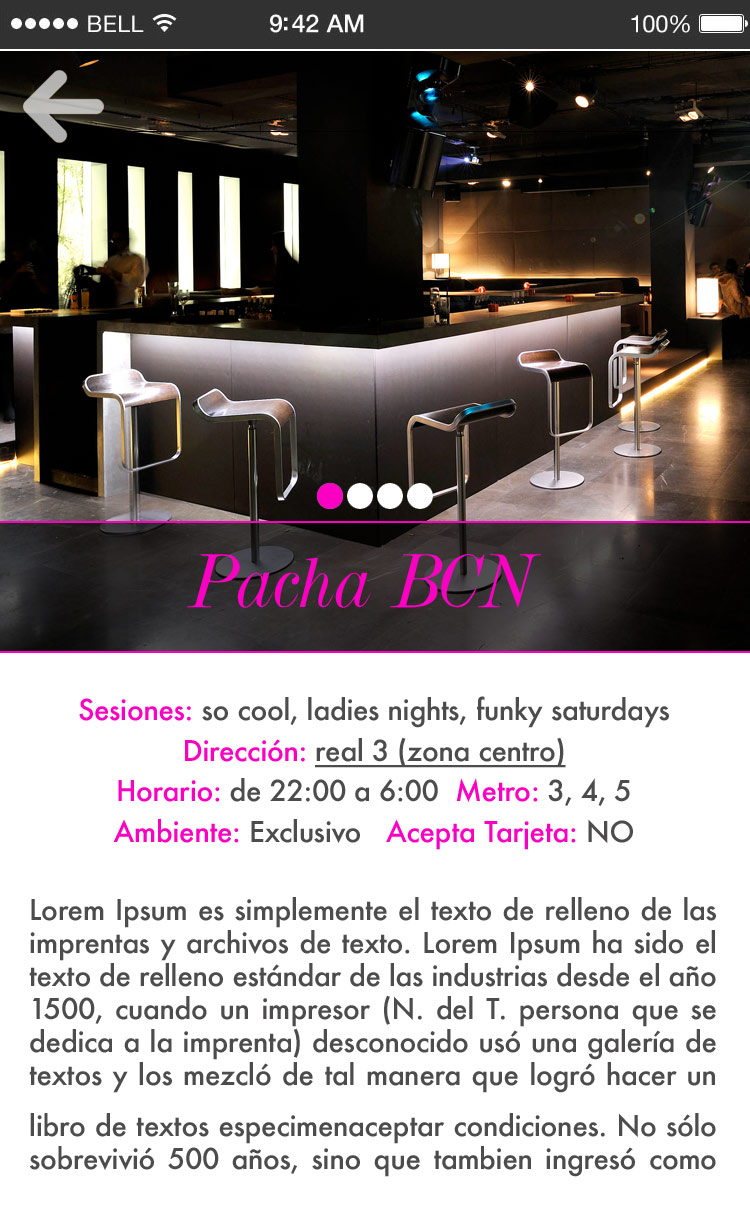 BELL 9:42 AM 100%
Pacha BCN
Sesiones: so cool, ladies nights, funky saturdays
Dirección: real 3 (zona centro)
Horario: de 22:00 a 6:00 Metro: 3, 4, 5
Ambiente: Exclusivo Acepta Tarjeta: NO
Lorem Ipsum es simplemente el texto de relleno de las
imprentas y archivos de texto. Lorem Ipsum ha sido el
texto de relleno estándar de las industrias desde el año
1500, cuando un impresor (N. del T. persona que se
dedica a la imprenta) desconocido usó una galería de
textos y los mezcló de tal manera que logró hacer un
libro de textos especimenaceptar condiciones. No sólo
sobrevivió 500 años, sino que tambien ingresó como